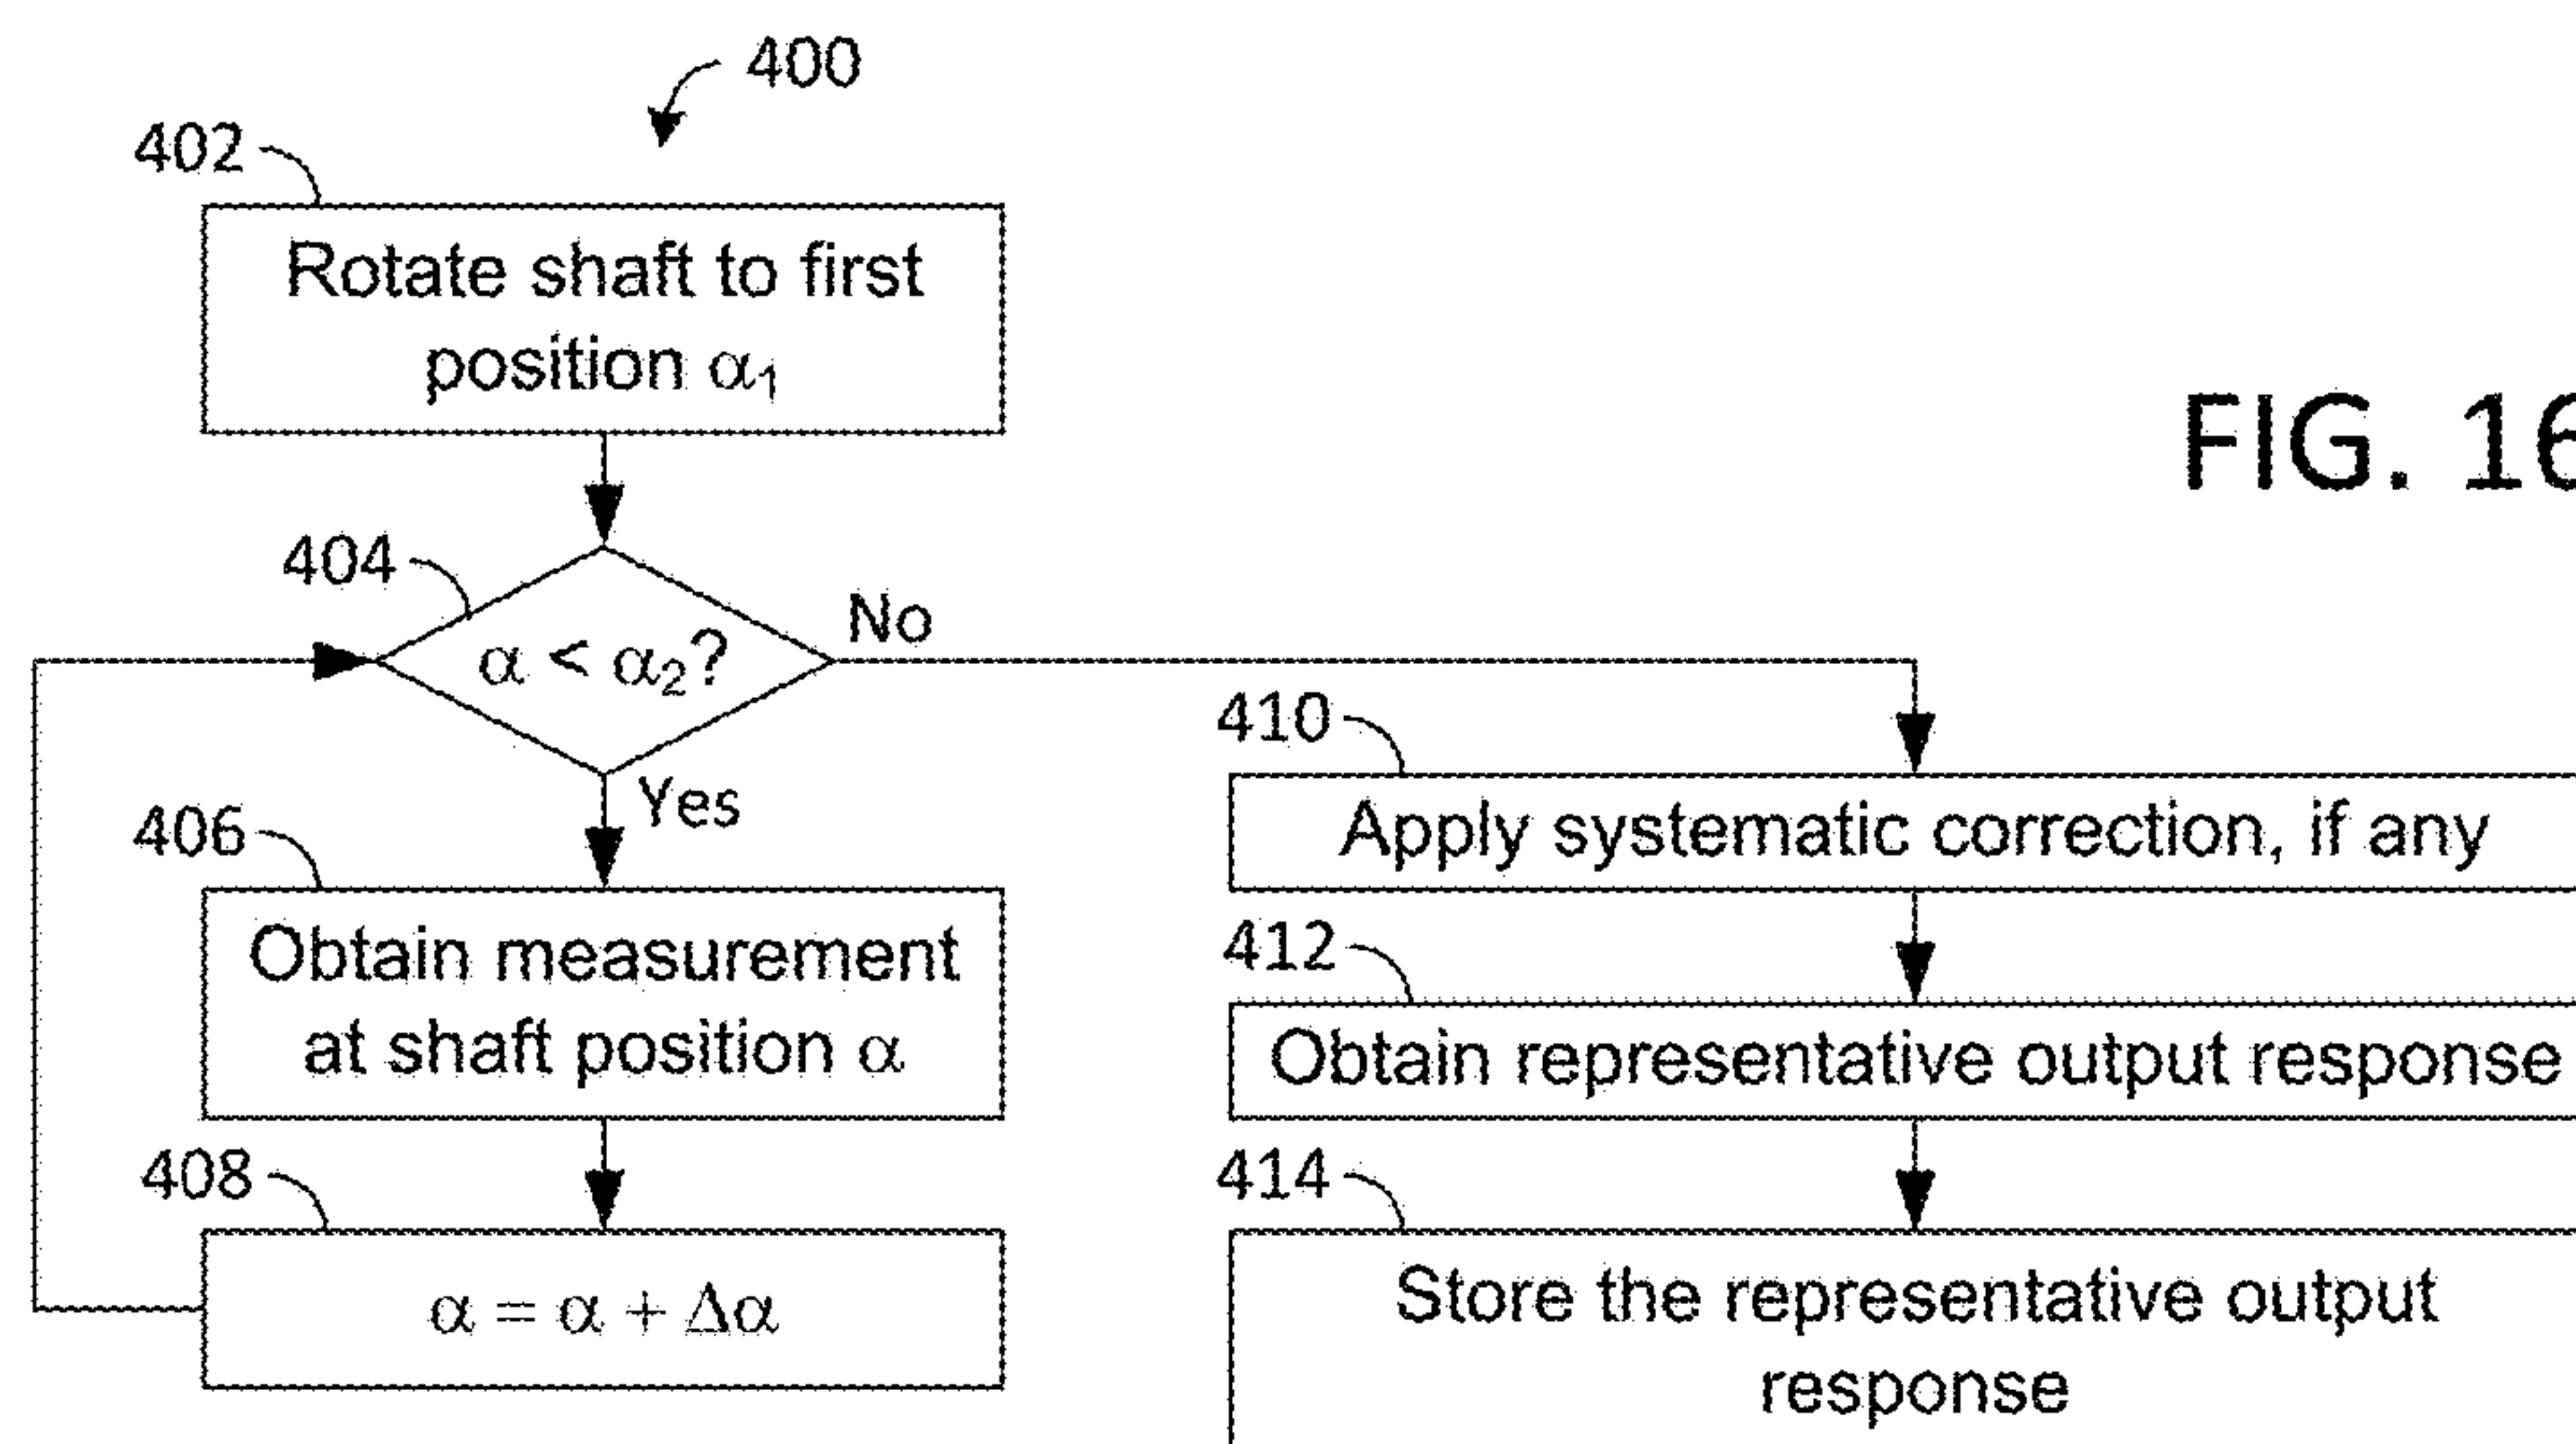 400
402
Rotate shaft to first
position α₁
FIG. 16
404
α < α₂?
No
Yes
406
Obtain measurement
at shaft position α
408
α = α + Δα
410
Apply systematic correction, if any
412
Obtain representative output response
414
Store the representative output
response